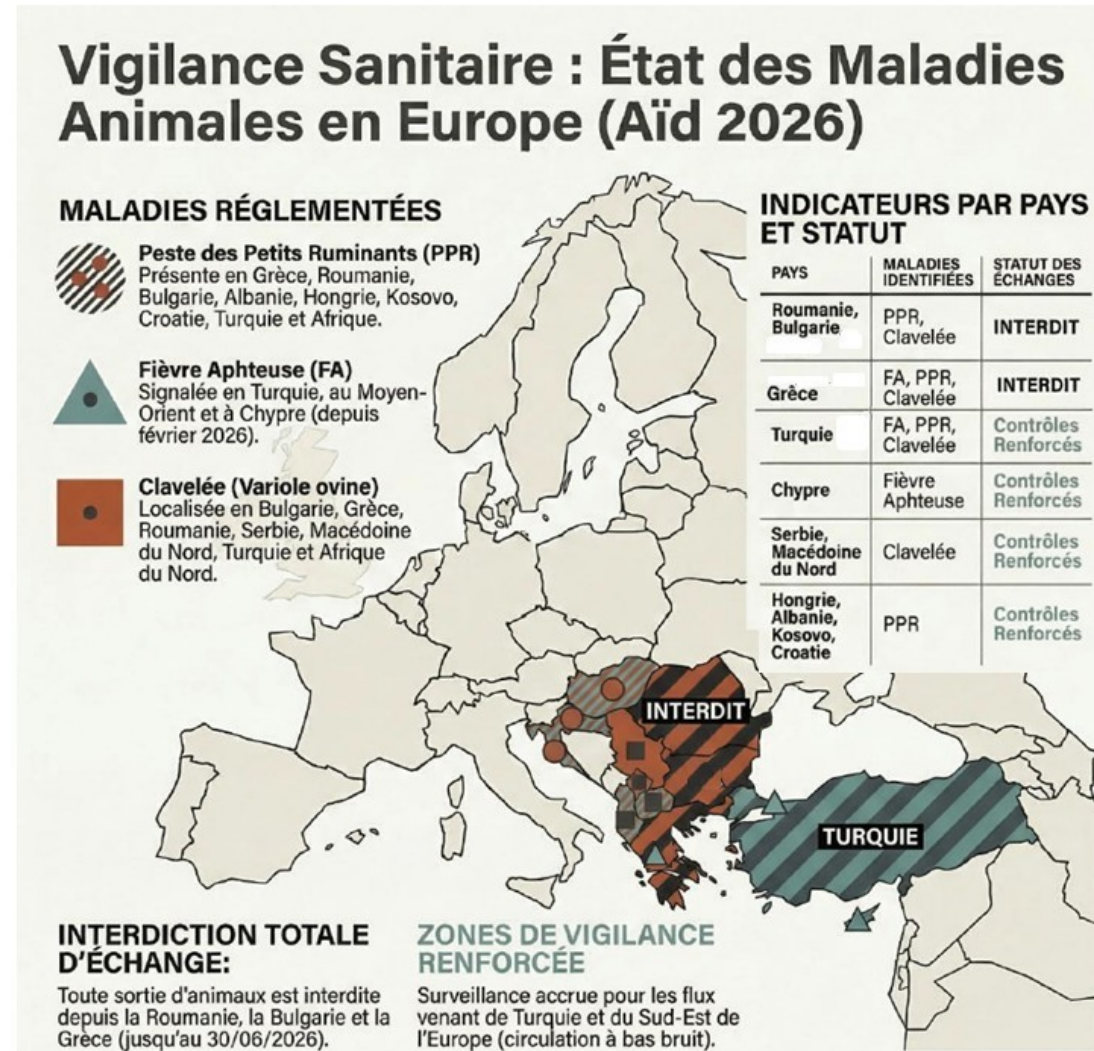 Vigilance Sanitaire : État des Maladies
Animales en Europe (Aïd 2026)
MALADIES RÉGLEMENTÉES
Peste des Petits Ruminants (PPR)
Présente en Grèce, Roumanie,
Bulgarie, Albanie, Hongrie, Kosovo,
Croatie, Turquie et Afrique.
Fièvre Aphteuse (FA)
Signalée en Turquie, au Moyen-
Orient et à Chypre (depuis
février 2026).
Clavelée (Variole ovine)
Localisée en Bulgarie, Grèce,
Roumanie, Serbie, Macédoine
du Nord, Turquie et Afrique
du Nord.
INDICATEURS PAR PAYS
ET STATUT
PAYS
MALADIES
IDENTIFIÉES
STATUT DES
ÉCHANGES
Roumanie,
Bulgarie
PPR,
Clavelée
INTERDIT
Grèce
FA, PPR,
Clavelée
INTERDIT
Turquie
FA, PPR,
Clavelée
Contrôles
Renforcés
Chypre
Fièvre
Aphteuse
Contrôles
Renforcés
Serbie,
Macédoine
du Nord
Clavelée
Contrôles
Renforcés
Hongrie,
Albanie,
Kosovo,
Croatie
PPR
Contrôles
Renforcés
INTERDIT
TURQUIE
INTERDICTION TOTALE
D'ÉCHANGE:
Toute sortie d'animaux est interdite
depuis la Roumanie, la Bulgarie et la
Grèce (jusqu'au 30/06/2026).
ZONES DE VIGILANCE
RENFORCÉE
Surveillance accrue pour les flux
venant de Turquie et du Sud-Est de
l'Europe (circulation à bas bruit).